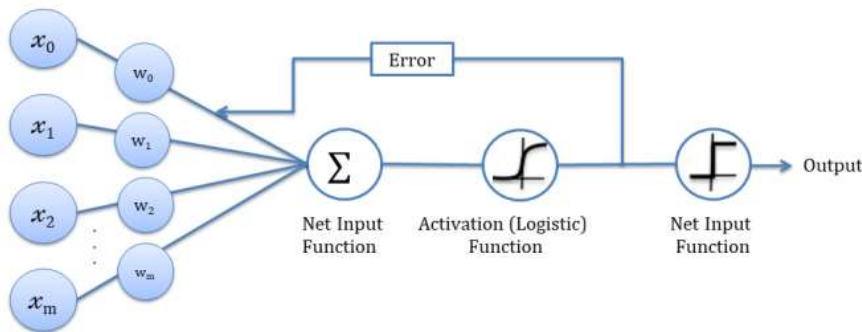 x₀
w₀
Error
x₁
w₁
Σ
Output
x₂
w₂
Net Input
Function
Activation (Logistic)
Function
Net Input
Function
xₘ
wₘ